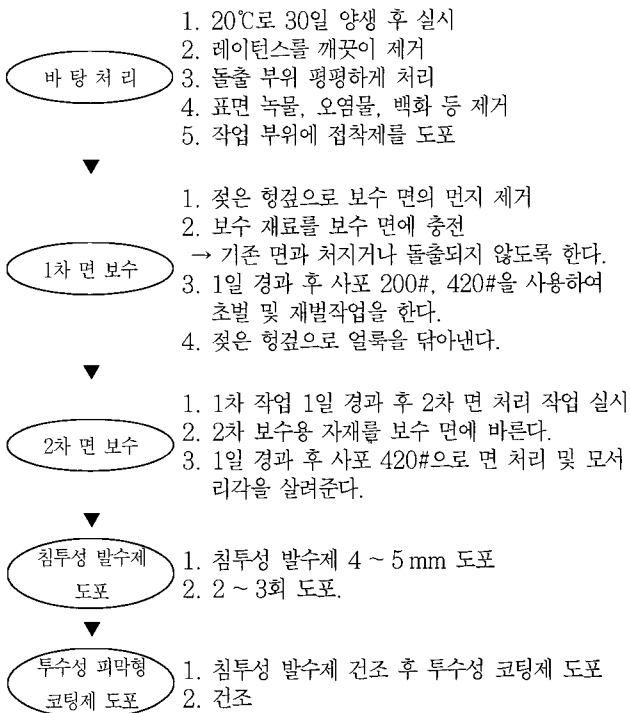 바 탕 처 리
1. 20℃로 30일 양생 후 실시
2. 레이턴스를 깨끗이 제거
3. 돌출 부위 평평하게 처리
4. 표면 녹물, 오염물, 백화 등 제거
5. 작업 부위에 접착제를 도포
▼
1차 면 보수
1. 젖은 헝겊으로 보수 면의 먼지 제거
2. 보수 재료를 보수 면에 충전
→ 기존 면과 처지거나 돌출되지 않도록 한다.
3. 1일 경과 후 사포 200#, 420#을 사용하여
초벌 및 재벌작업을 한다.
4. 젖은 헝겊으로 얼룩을 닦아낸다.
▼
2차 면 보수
1. 1차 작업 1일 경과 후 2차 면 처리 작업 실시
2. 2차 보수용 자재를 보수 면에 바른다.
3. 1일 경과 후 사포 420#으로 면 처리 및 모서
리각을 살려준다.
▼
침투성 발수제
도포
1. 침투성 발수제 4 ~ 5 mm 도포
2. 2 ~ 3회 도포.
▼
투수성 피막형
코팅제 도포
1. 침투성 발수제 건조 후 투수성 코팅제 도포
2. 건조